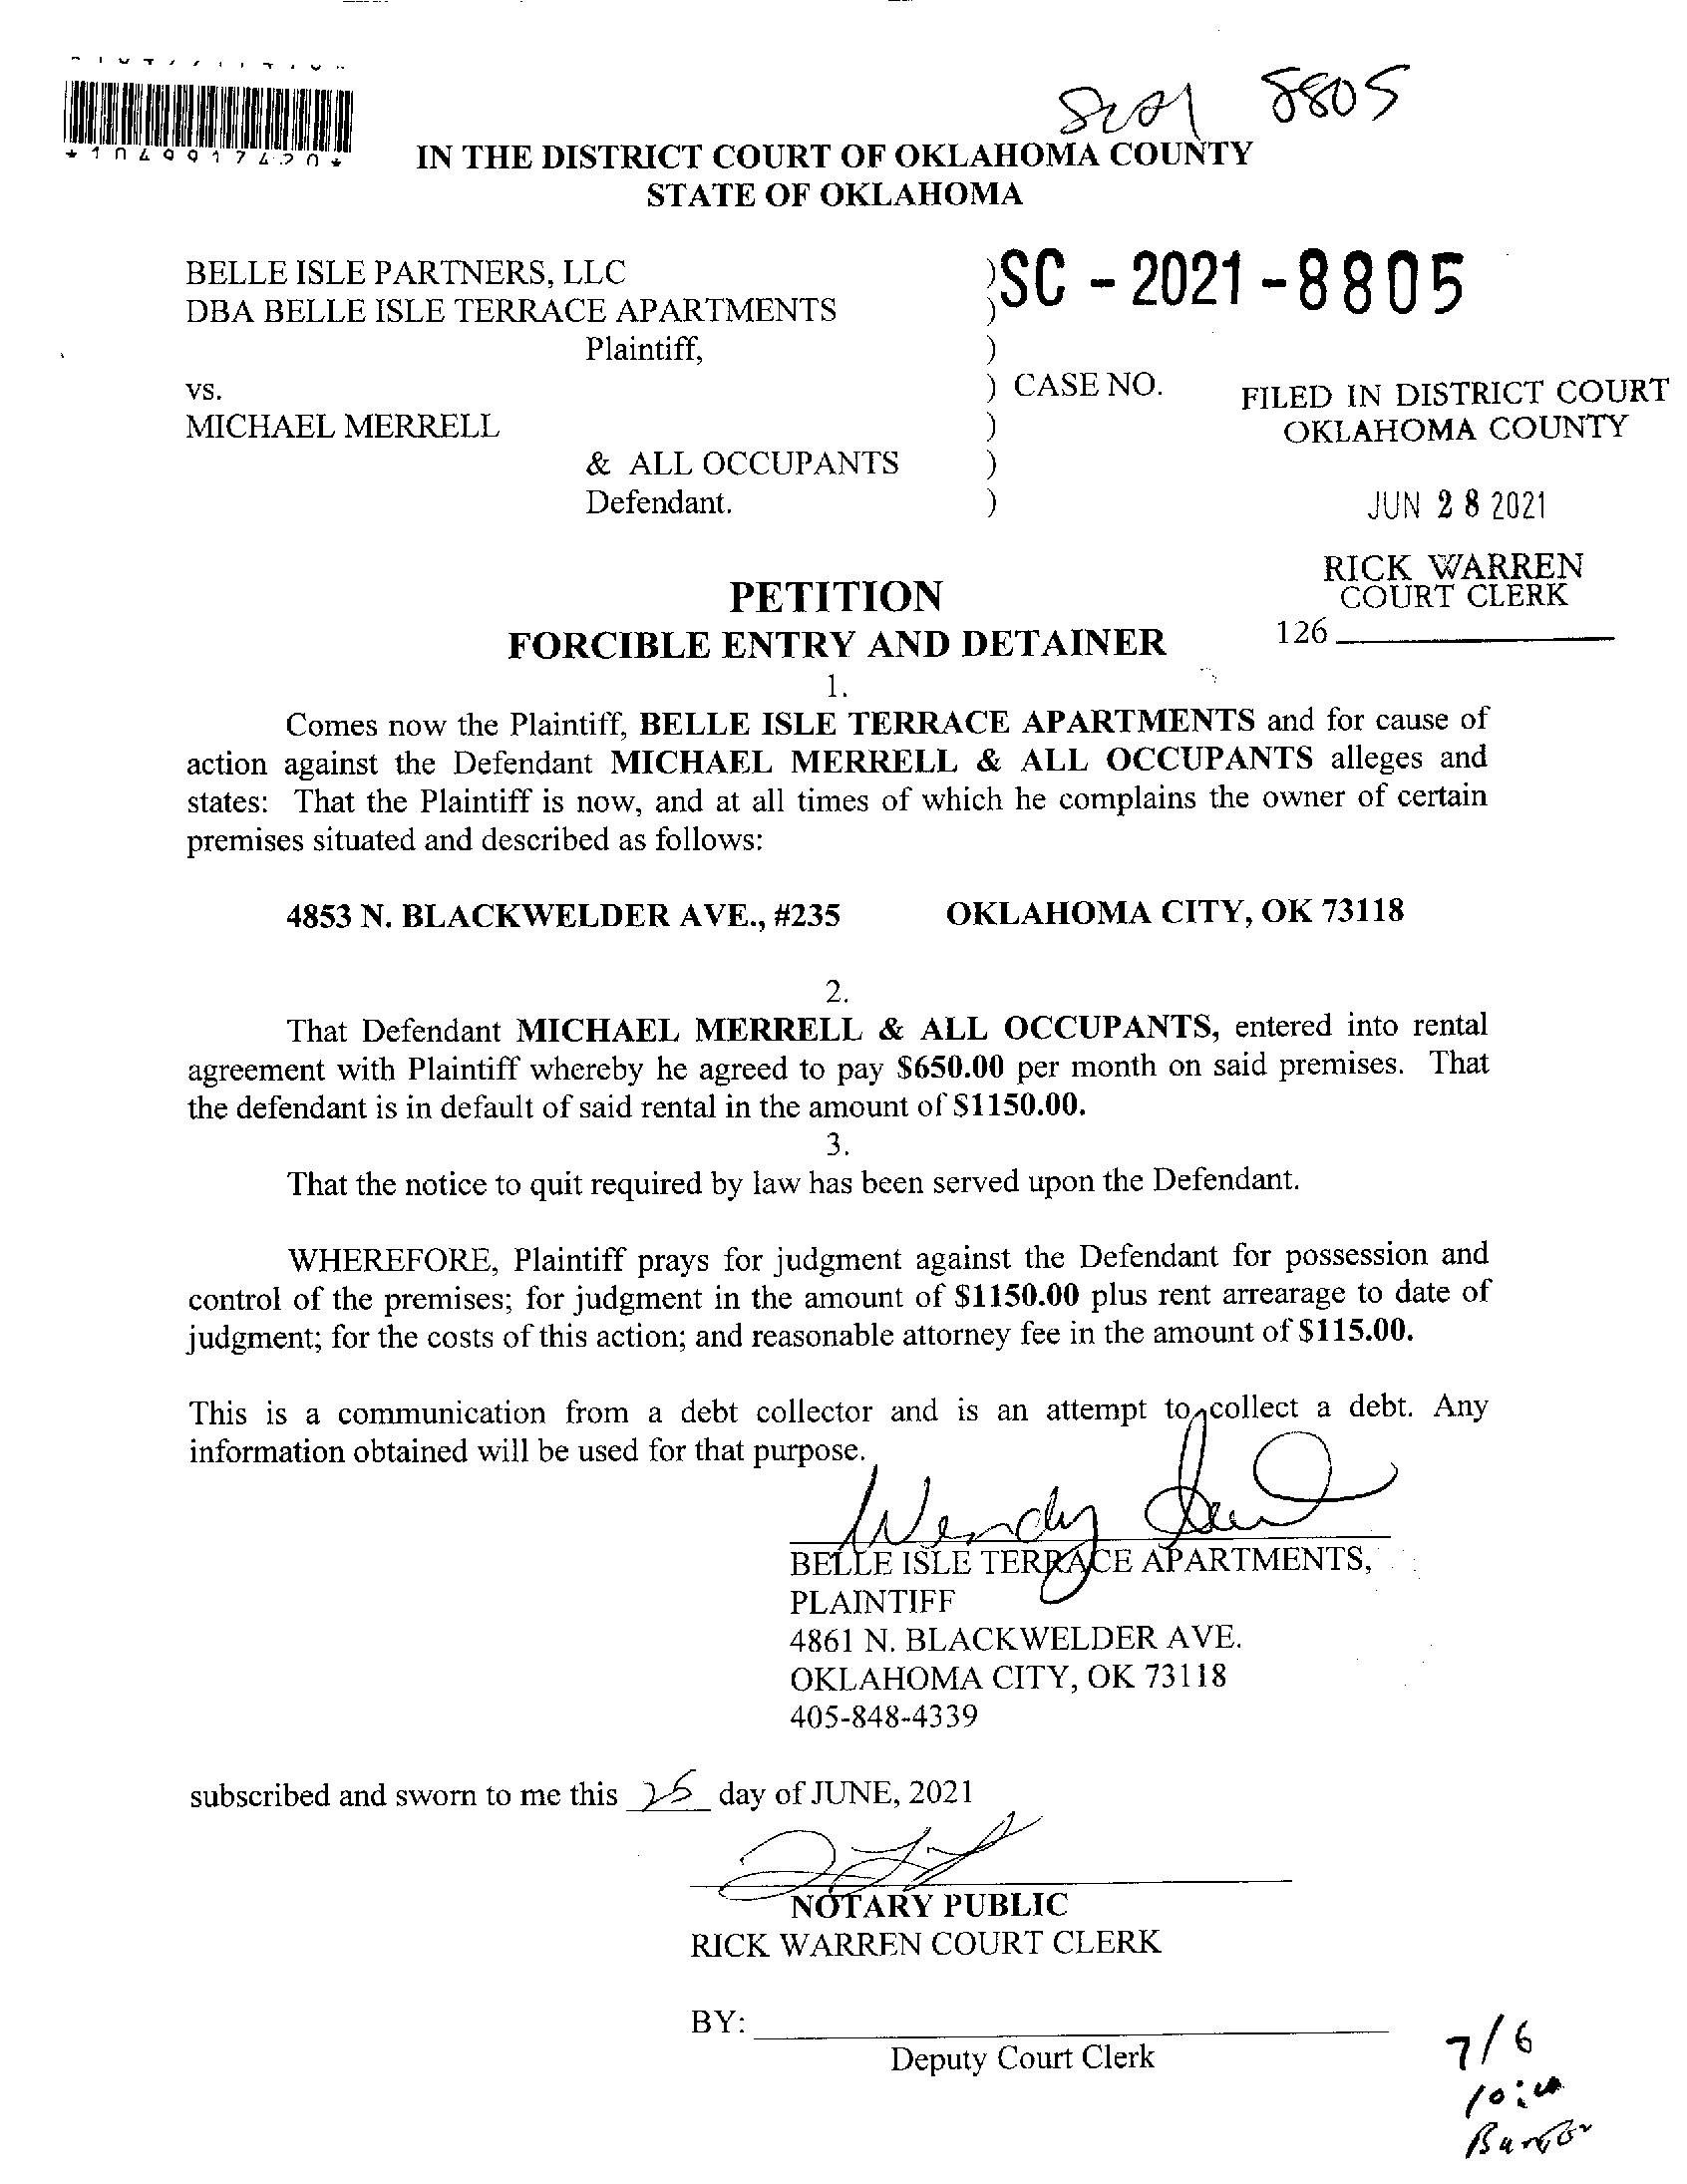 SC21 8805
*1049917420*
IN THE DISTRICT COURT OF OKLAHOMA COUNTY
STATE OF OKLAHOMA
BELLE ISLE PARTNERS, LLC
DBA BELLE ISLE TERRACE APARTMENTS
Plaintiff,
vs.
MICHAEL MERRELL
& ALL OCCUPANTS
Defendant.
)
)
)
)
)
)
)
SC - 2021 - 8805
CASE NO.
FILED IN DISTRICT COURT
OKLAHOMA COUNTY
JUN 28 2021
RICK WARREN
COURT CLERK
126
PETITION
FORCIBLE ENTRY AND DETAINER
1.
Comes now the Plaintiff, BELLE ISLE TERRACE APARTMENTS and for cause of
action against the Defendant MICHAEL MERRELL & ALL OCCUPANTS alleges and
states: That the Plaintiff is now, and at all times of which he complains the owner of certain
premises situated and described as follows:
4853 N. BLACKWELDER AVE., #235 OKLAHOMA CITY, OK 73118
2.
That Defendant MICHAEL MERRELL & ALL OCCUPANTS, entered into rental
agreement with Plaintiff whereby he agreed to pay $650.00 per month on said premises. That
the defendant is in default of said rental in the amount of $1150.00.
3.
That the notice to quit required by law has been served upon the Defendant.
WHEREFORE, Plaintiff prays for judgment against the Defendant for possession and
control of the premises; for judgment in the amount of $1150.00 plus rent arrearage to date of
judgment; for the costs of this action; and reasonable attorney fee in the amount of $115.00.
This is a communication from a debt collector and is an attempt to collect a debt. Any
information obtained will be used for that purpose.
Wendy
BELLE ISLE TERRACE APARTMENTS,
PLAINTIFF
4861 N. BLACKWELDER AVE.
OKLAHOMA CITY, OK 73118
405-848-4339
subscribed and sworn to me this 25 day of JUNE, 2021
NOTARY PUBLIC
RICK WARREN COURT CLERK
BY:
Deputy Court Clerk
7/6
10:00